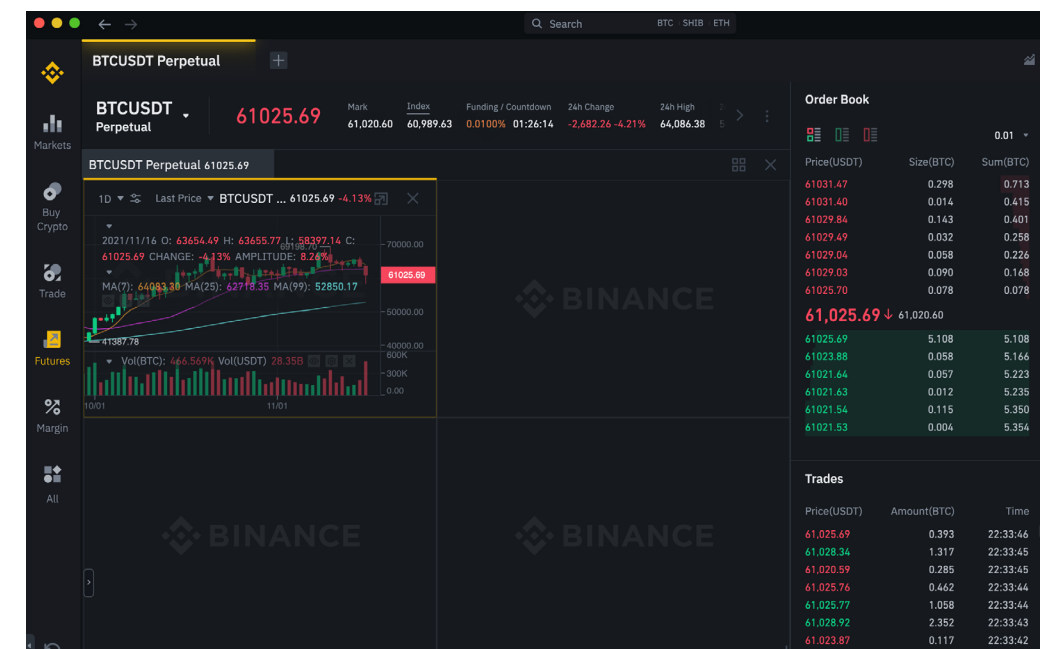 Search BTC · SHIB · ETH
BTCUSDT Perpetual
BTCUSDT
Perpetual
61025.69
Mark
61,020.60
Index
60,989.63
Funding / Countdown
0.0100% 01:26:14
24h Change
-2,682.26 -4.21%
24h High
64,086.38
Markets
Buy
Crypto
Trade
Futures
Margin
All
BTCUSDT Perpetual 61025.69
1D Last Price BTCUSDT ... 61025.69 -4.13%
2021/11/16 O: 63654.49 H: 63655.77 L: 58397.14 C:
61025.69 CHANGE: -4.13% AMPLITUDE: 8.26%
69198.70
MA(7): 64083.30 MA(25): 62718.35 MA(99): 52850.17
41387.78
70000.00
61025.69
50000.00
40000.00
Vol(BTC): 466.569K Vol(USDT) 28.35B
600K
300K
0.00
10/01 11/01
BINANCE
BINANCE
BINANCE
Order Book
0.01
Price(USDT) Size(BTC) Sum(BTC)
61031.47 0.298 0.713
61031.40 0.014 0.415
61029.84 0.143 0.401
61029.49 0.032 0.258
61029.04 0.058 0.226
61029.03 0.090 0.168
61025.70 0.078 0.078
61,025.69↓ 61,020.60
61025.69 5.108 5.108
61023.88 0.058 5.166
61021.64 0.057 5.223
61021.63 0.012 5.235
61021.54 0.115 5.350
61021.53 0.004 5.354
Trades
Price(USDT) Amount(BTC) Time
61,025.69 0.393 22:33:46
61,028.34 1.317 22:33:45
61,020.59 0.285 22:33:45
61,025.76 0.462 22:33:44
61,025.77 1.058 22:33:44
61,028.92 2.352 22:33:43
61,023.87 0.117 22:33:42